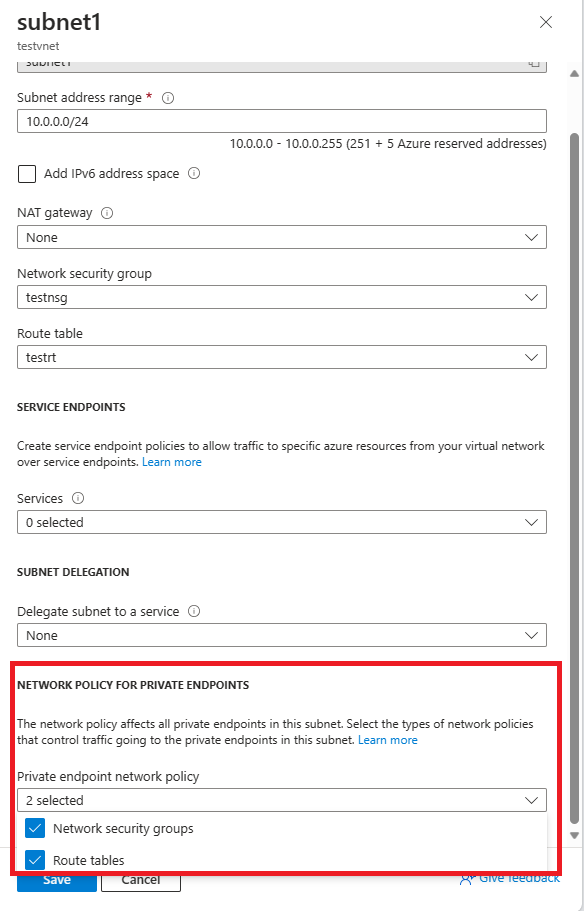 subnet1
testvnet
subnet1
Subnet address range *
10.0.0.0/24
10.0.0.0 - 10.0.0.255 (251 + 5 Azure reserved addresses)
Add IPv6 address space
NAT gateway
None
Network security group
testnsg
Route table
testrt
SERVICE ENDPOINTS
Create service endpoint policies to allow traffic to specific azure resources from your virtual network
over service endpoints. Learn more
Services
0 selected
SUBNET DELEGATION
Delegate subnet to a service
None
NETWORK POLICY FOR PRIVATE ENDPOINTS
The network policy affects all private endpoints in this subnet. Select the types of network policies
that control traffic going to the private endpoints in this subnet. Learn more
Private endpoint network policy
2 selected
Network security groups
Route tables
Save Cancel Give feedback